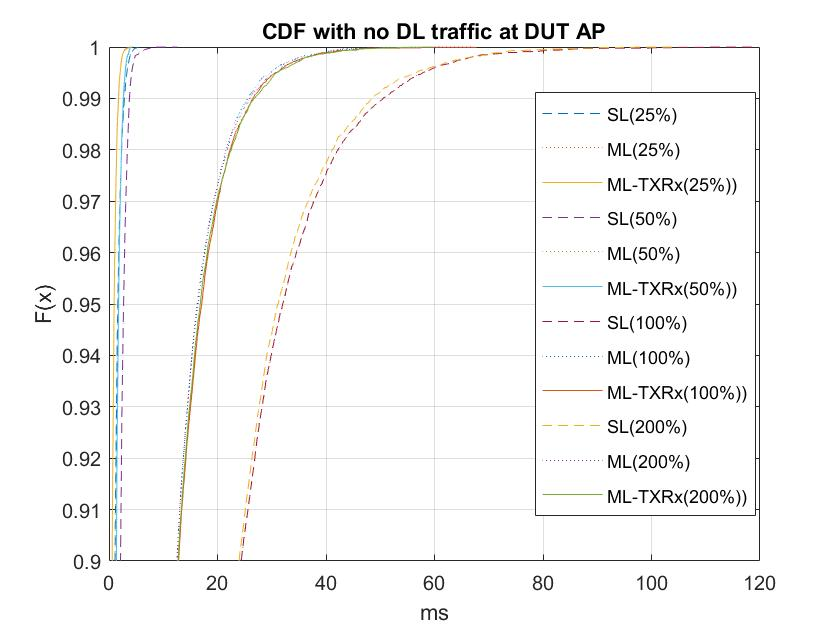 CDF with no DL traffic at DUT AP
1
0.99
0.98
0.97
0.96
0.95
0.94
0.93
0.92
0.91
0.9
F(x)
0 20 40 60 80 100 120
ms
SL(25%)
ML(25%)
ML-TXRx(25%))
SL(50%)
ML(50%)
ML-TXRx(50%))
SL(100%)
ML(100%)
ML-TXRx(100%))
SL(200%)
ML(200%)
ML-TXRx(200%))